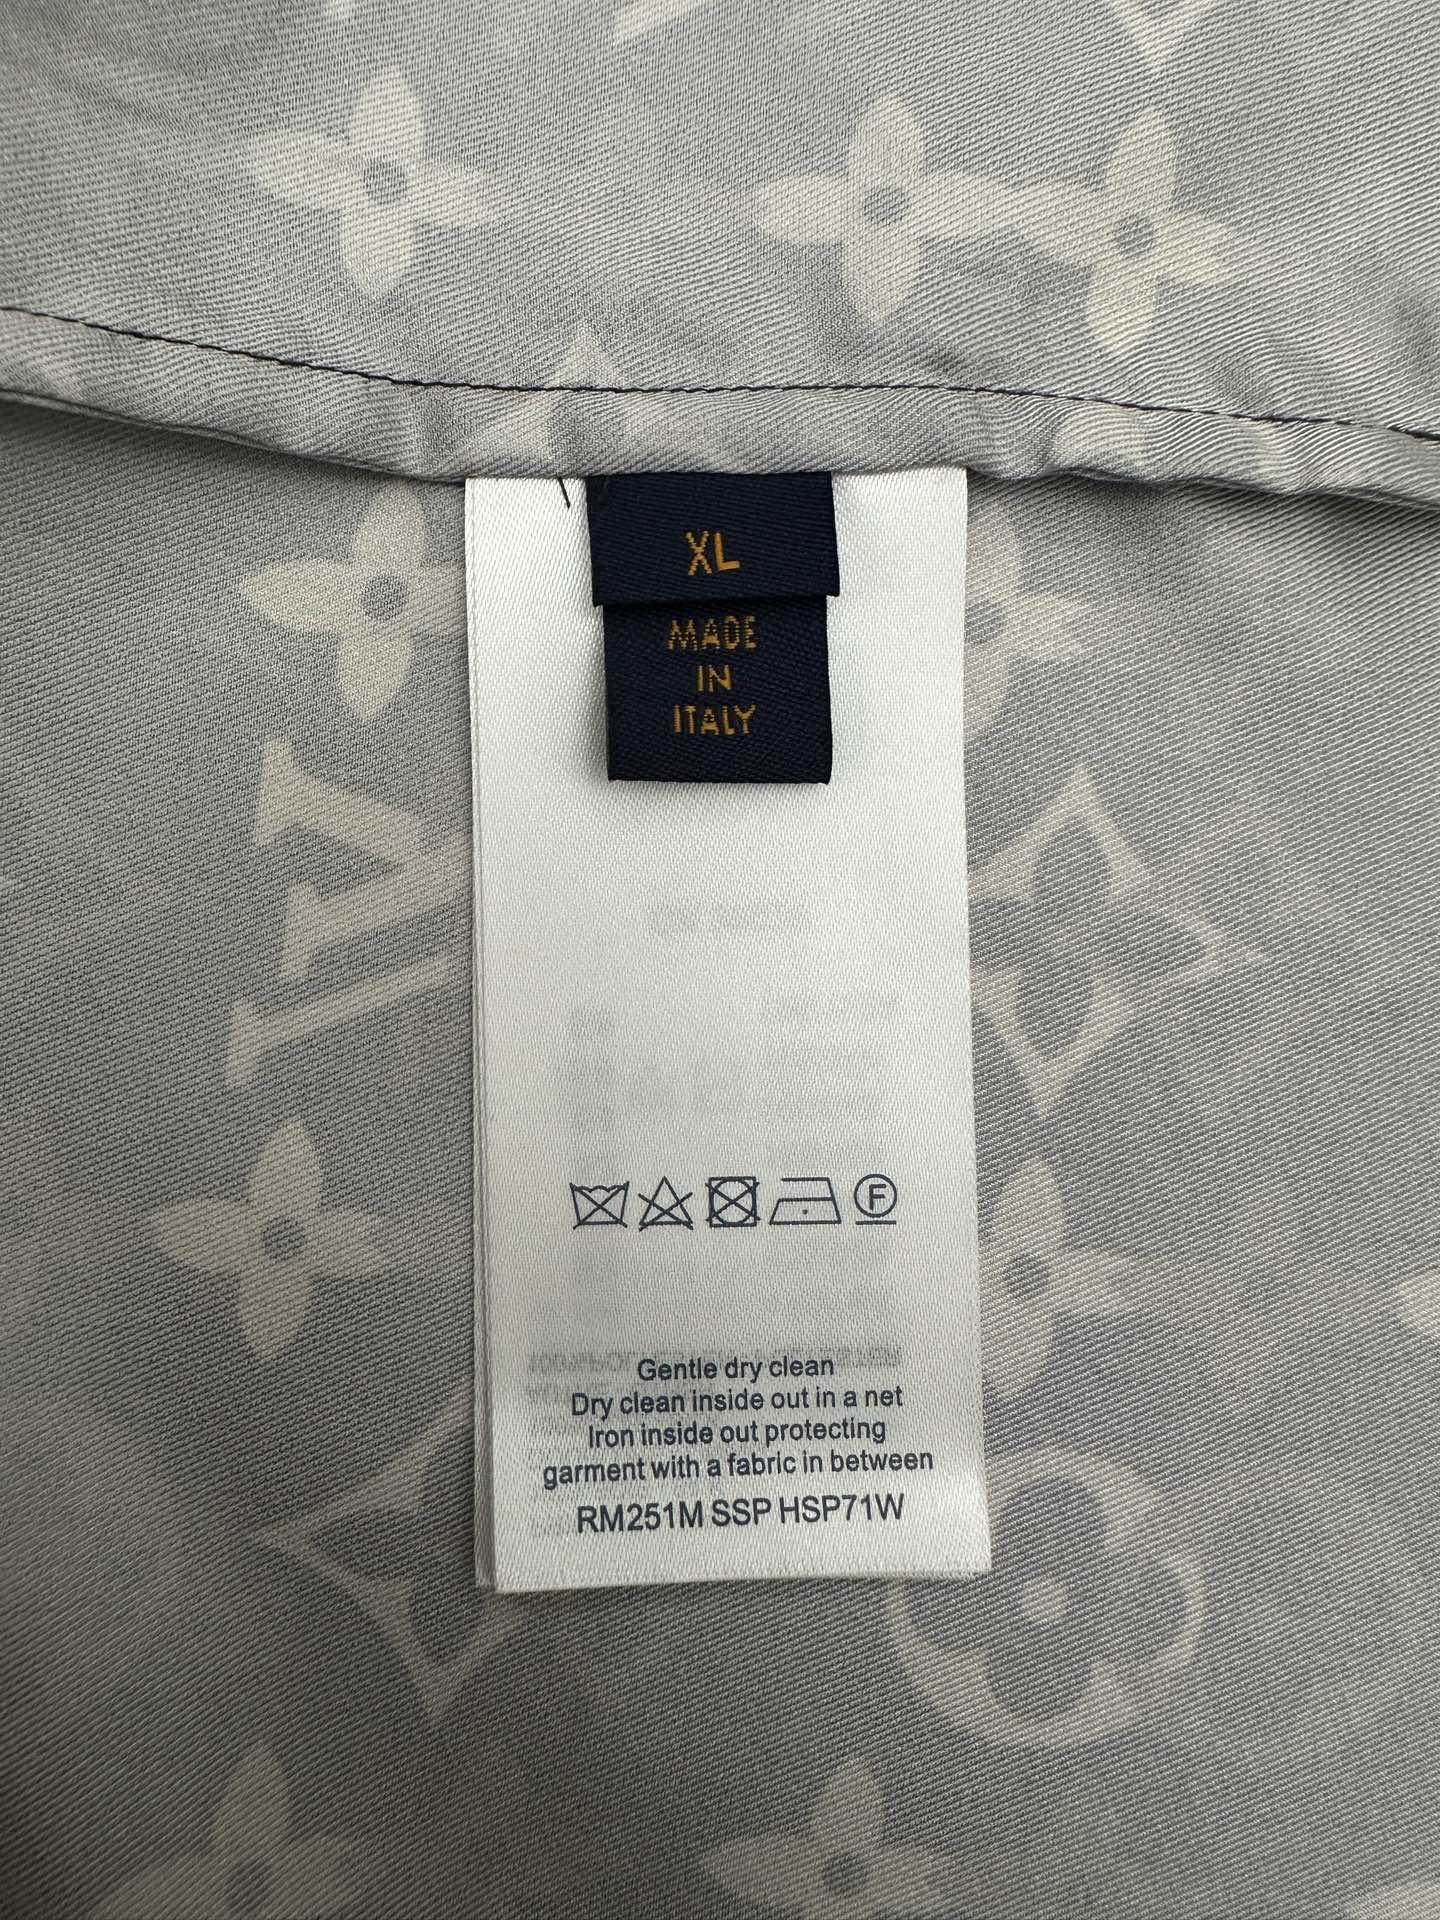 XL
MADE
IN
ITALY
F
Gentle dry clean
Dry clean inside out in a net
Iron inside out protecting
garment with a fabric in between
RM251M SSP HSP71W